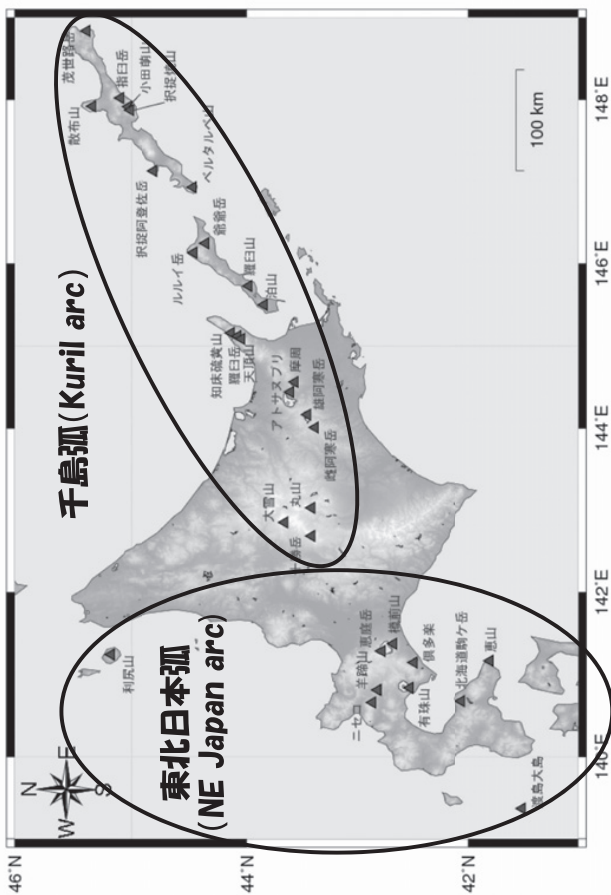 千島弧(Kuril arc)
東北日本弧
(NE Japan arc)
N
W
E
S
46°N
44°N
42°N
140°E
142°E
144°E
146°E
148°E
100 km
茂世路岳
散布山
指臼岳
小田萌山
択捉焼山
択捉阿登佐岳
ベルタルベ山
ルルイ岳
爺爺岳
羅臼山
泊山
知床硫黄山
羅臼岳
天頂山
アトサヌプリ
摩周
雄阿寒岳
雌阿寒岳
丸山
大雪山
利尻山
恵庭岳
樽前山
羊蹄山
ニセコ
倶多楽
有珠山
北海道駒ケ岳
恵山
渡島大島